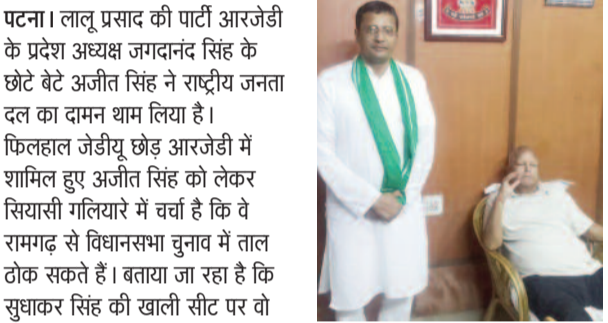 पटना। लालू प्रसाद की पार्टी आरजेडी
के प्रदेश अध्यक्ष जगदानंद सिंह के
छोटे बेटे अजीत सिंह ने राष्ट्रीय जनता
दल का दामन थाम लिया है।
फिलहाल जेडीयू छोड़ आरजेडी में
शामिल हुए अजीत सिंह को लेकर
सियासी गलियारे में चर्चा है कि वे
रामगढ़ से विधानसभा चुनाव में ताल
ठोक सकते हैं। बताया जा रहा है कि
सुधाकर सिंह की खाली सीट पर वो